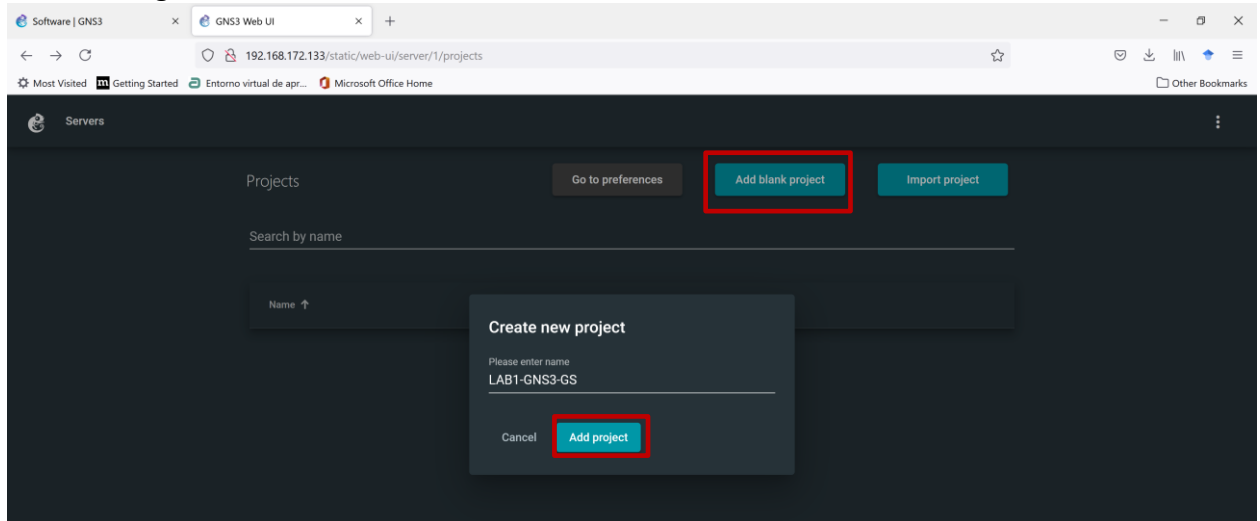 Software | GNS3
GNS3 Web UI
192.168.172.133/static/web-ui/server/1/projects
Most Visited Getting Started Entorno virtual de apr... Microsoft Office Home Other Bookmarks
Servers
Projects Go to preferences Add blank project Import project
Search by name
Name
Create new project
Please enter name
LAB1-GNS3-GS
Cancel Add project